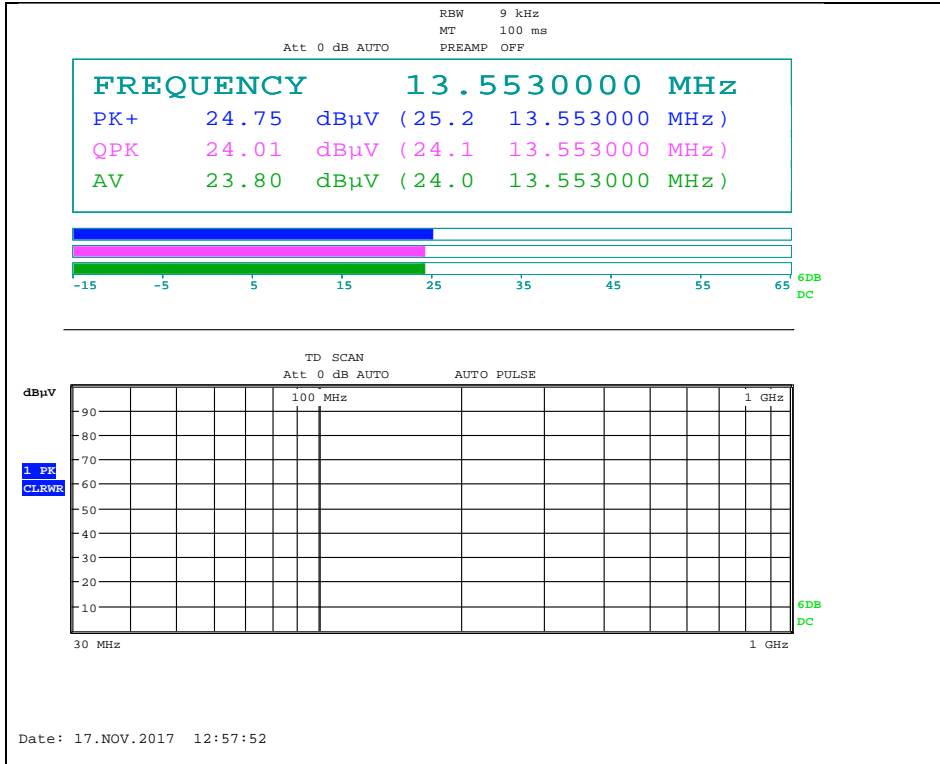 RBW 9 kHz
MT 100 ms
Att 0 dB AUTO PREAMP OFF
FREQUENCY 13.5530000 MHz
PK+ 24.75 dBµV (25.2 13.553000 MHz)
QPK 24.01 dBµV (24.1 13.553000 MHz)
AV 23.80 dBµV (24.0 13.553000 MHz)
-15 -5 5 15 25 35 45 55 65
6DB
DC
TD SCAN
Att 0 dB AUTO AUTO PULSE
dBµV
100 MHz 1 GHz
90
80
70
1 PK
60
CLRWR
50
40
30
20
10
6DB
DC
30 MHz 1 GHz
Date: 17.NOV.2017 12:57:52